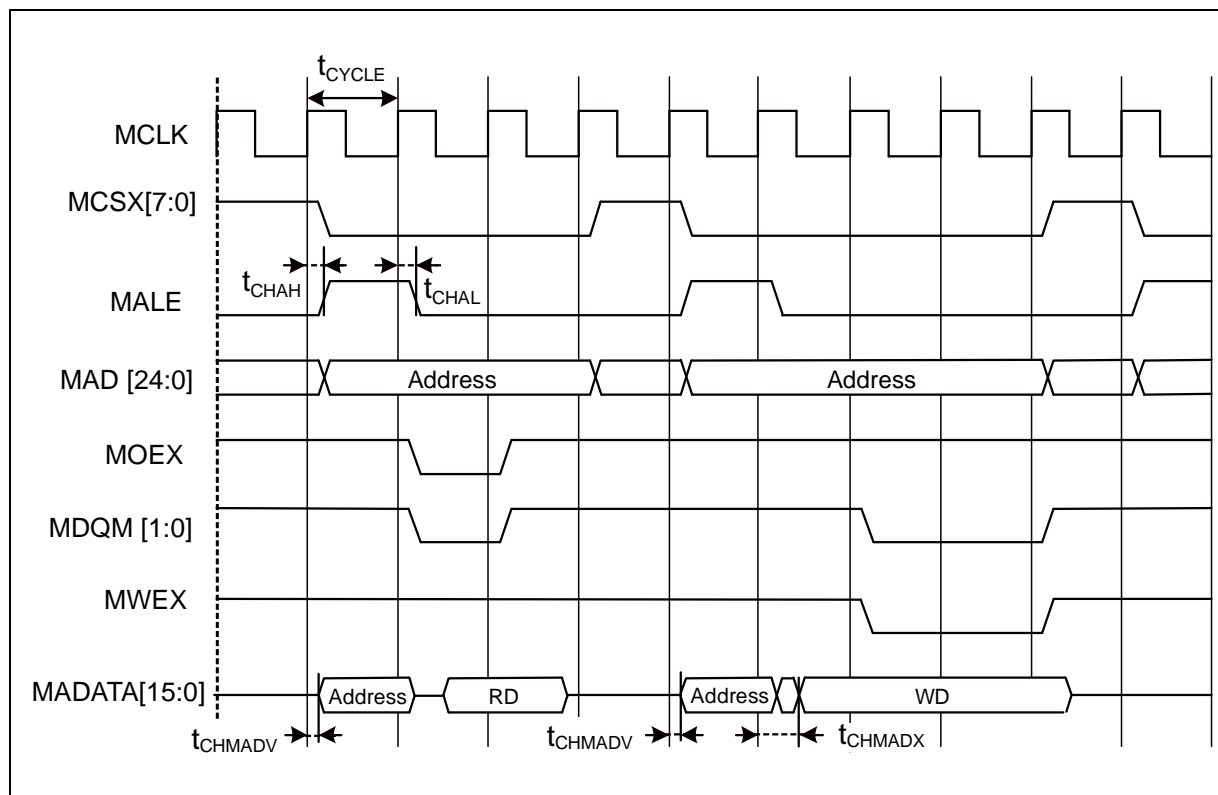 tCYCLE
MCLK
MCSX[7:0]
tCHAH
tCHAL
MALE
MAD [24:0]
Address
Address
MOEX
MDQM [1:0]
MWEX
MADATA[15:0]
Address
RD
Address
WD
tCHMADV
tCHMADV
tCHMADX